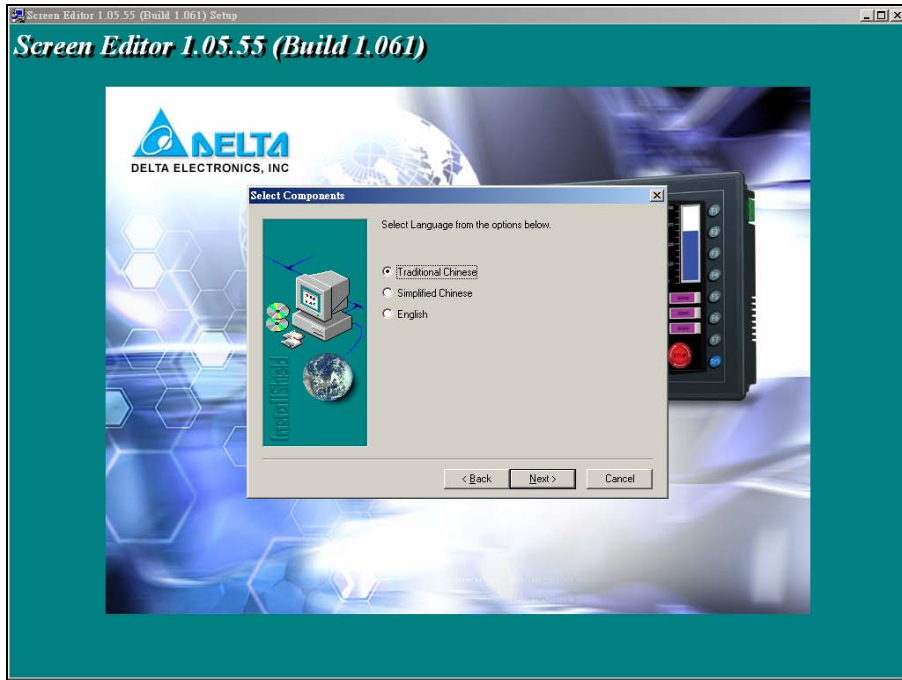 Screen Editor 1.05.55 (Build 1.061) Setup
Screen Editor 1.05.55 (Build 1.061)
DELTA
DELTA ELECTRONICS, INC
Select Components
Select Language from the options below.
Traditional Chinese
Simplified Chinese
English
InstallShield
< Back
Next >
Cancel